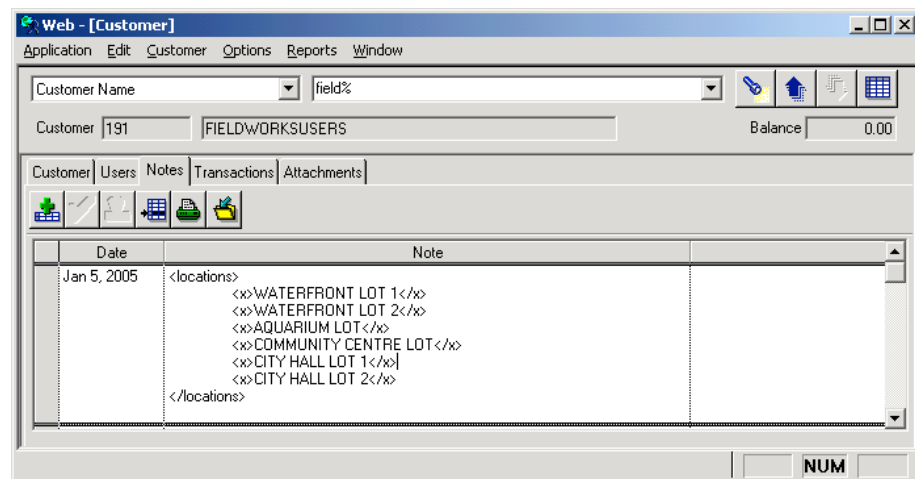 Web - [Customer]
Application Edit Customer Options Reports Window
Customer Name field%
Customer 191 FIELDWORKSUSERS Balance 0.00
Customer Users Notes Transactions Attachments
Date Note
Jan 5, 2005 <locations>
<x>WATERFRONT LOT 1</x>
<x>WATERFRONT LOT 2</x>
<x>AQUARIUM LOT</x>
<x>COMMUNITY CENTRE LOT</x>
<x>CITY HALL LOT 1</x>
<x>CITY HALL LOT 2</x>
</locations>
NUM